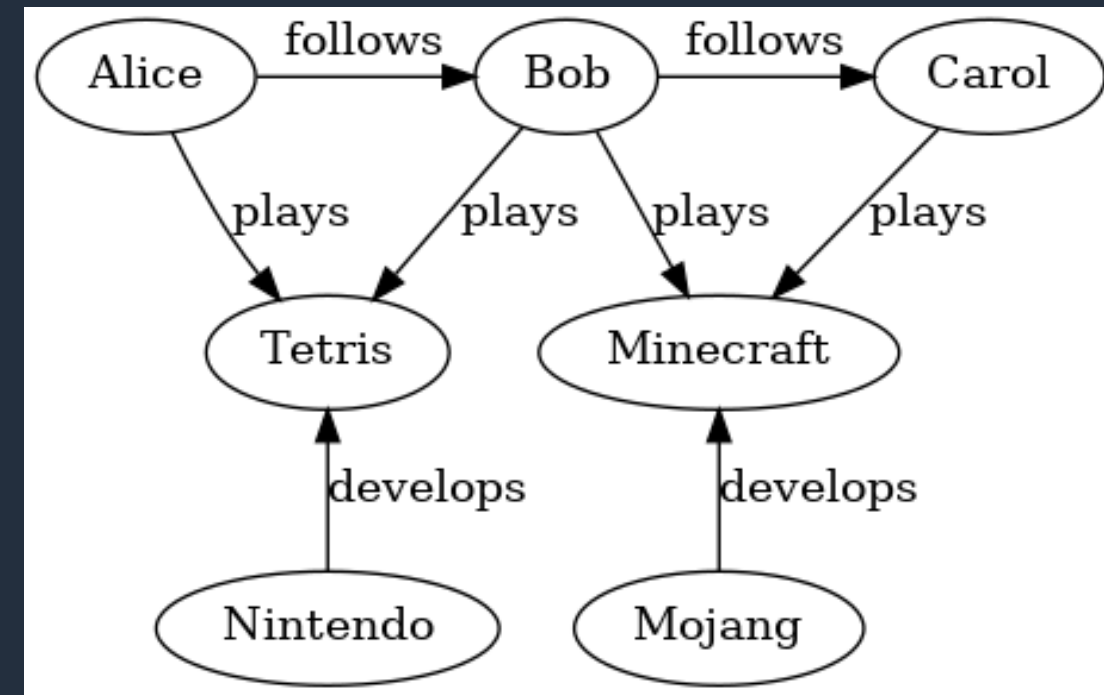 follows
follows
Alice
Bob
Carol
plays
plays
plays
plays
Tetris
Minecraft
develops
develops
Nintendo
Mojang